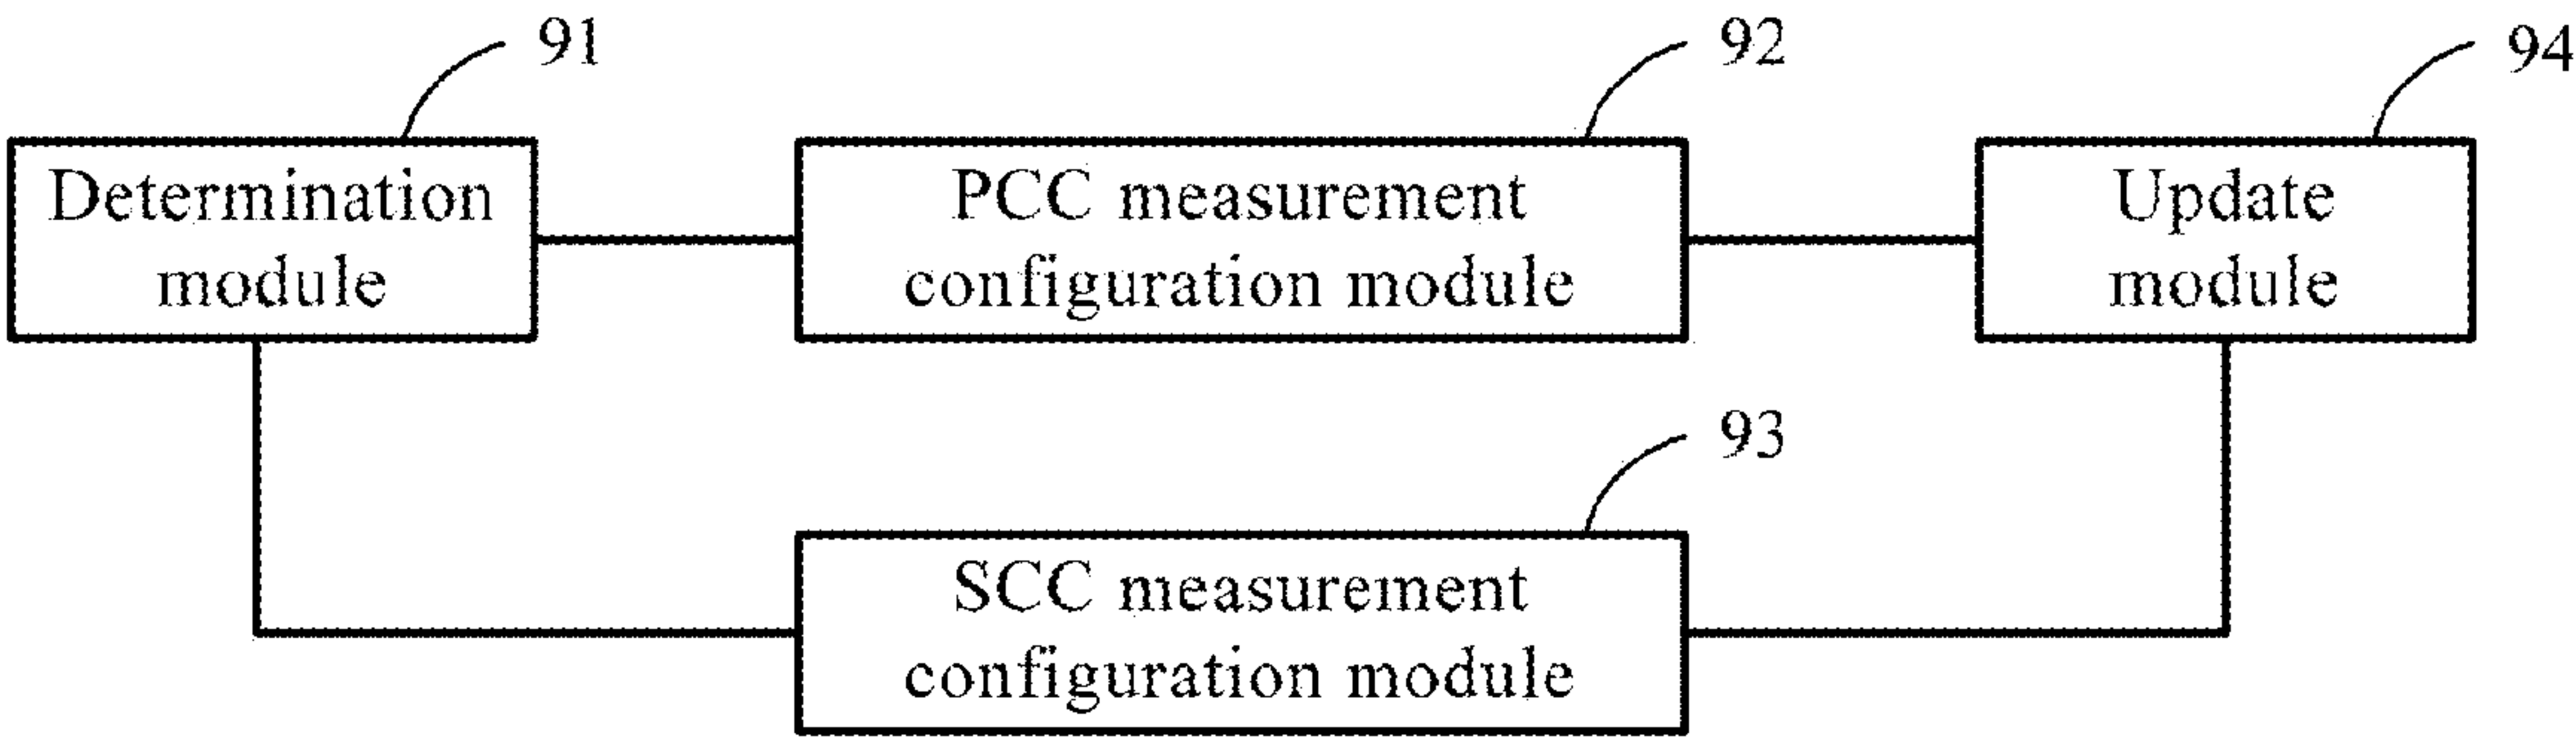 91
92
94
Determination
module
PCC measurement
configuration module
Update
module
93
SCC measurement
configuration module